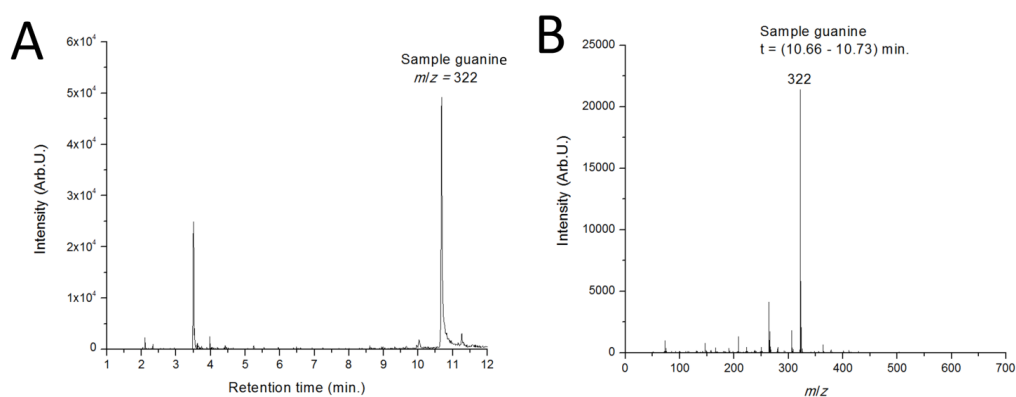 A
6x10⁴
5x10⁴
4x10⁴
3x10⁴
2x10⁴
1x10⁴
0
Intensity (Arb.U.)
Sample guanine
m/z = 322
1 2 3 4 5 6 7 8 9 10 11 12
Retention time (min.)
B
25000
20000
15000
10000
5000
0
Intensity (Arb.U.)
Sample guanine
t = (10.66 - 10.73) min.
322
0 100 200 300 400 500 600 700
m/z